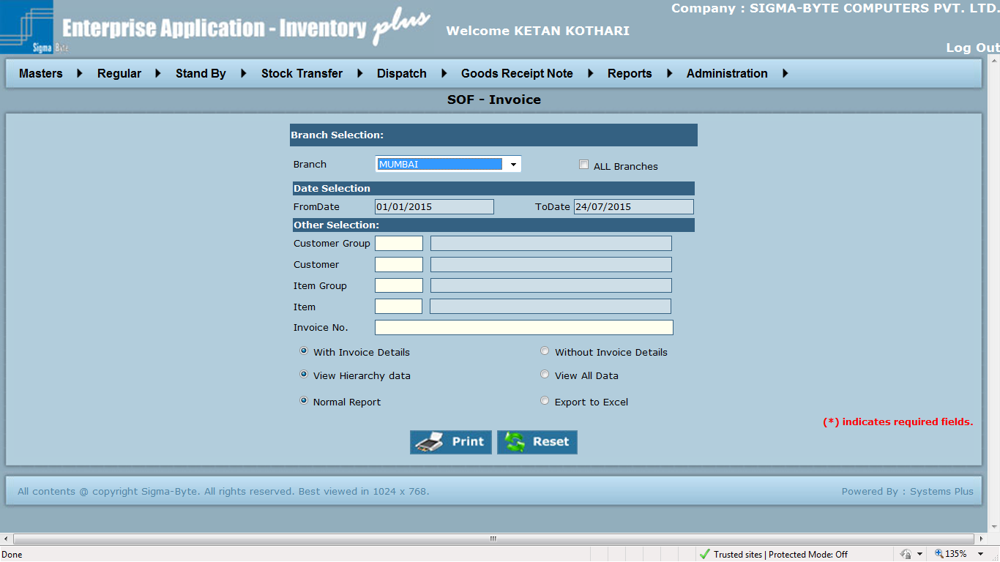 Company : SIGMA-BYTE COMPUTERS PVT. LTD.
Enterprise Application - Inventory plus
Welcome KETAN KOTHARI
Sigma Byte
Log Out
Masters Regular Stand By Stock Transfer Dispatch Goods Receipt Note Reports Administration
SOF - Invoice
Branch Selection:
Branch MUMBAI ALL Branches
Date Selection
FromDate 01/01/2015 ToDate 24/07/2015
Other Selection:
Customer Group
Customer
Item Group
Item
Invoice No.
With Invoice Details Without Invoice Details
View Hierarchy data View All Data
Normal Report Export to Excel
(*) indicates required fields.
Print Reset
All contents @ copyright Sigma-Byte. All rights reserved. Best viewed in 1024 x 768. Powered By : Systems Plus
Done Trusted sites | Protected Mode: Off 135%